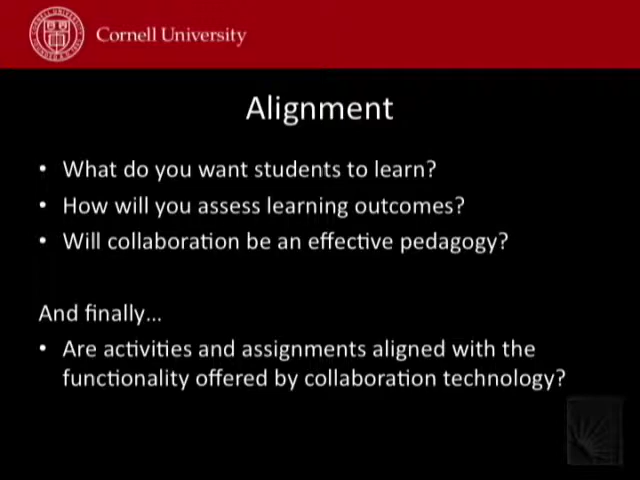 Cornell University
Alignment
• What do you want students to learn?
• How will you assess learning outcomes?
• Will collaboration be an effective pedagogy?
And finally...
• Are activities and assignments aligned with the
functionality offered by collaboration technology?